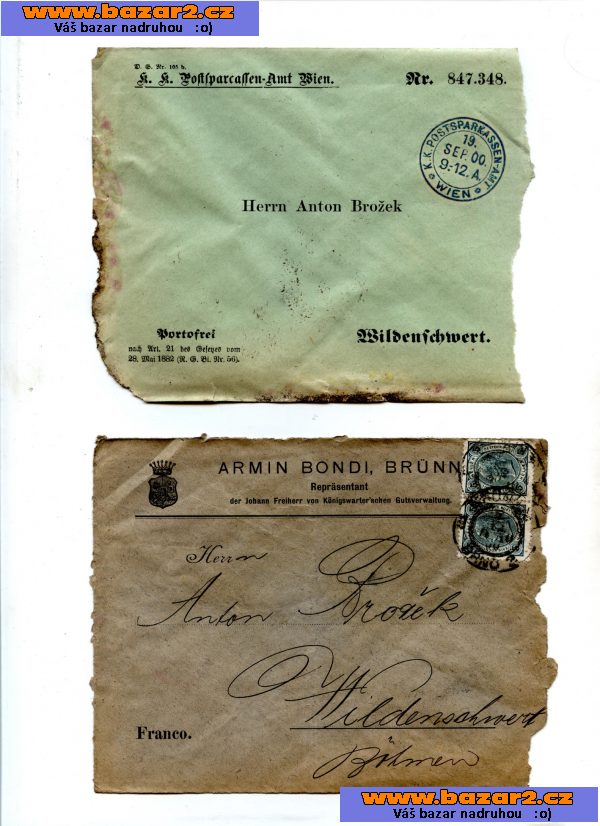 www.bazar2.cz
Váš bazar nadruhou :o)
D. S. Nr. 105 b.
K. K. Postsparcassen-Amt Wien.
Nr. 847.348.
K.K. POSTSPARKASSEN-AMT
19.
SEP. 00.
9-12.A.
WIEN
Herrn Anton Brožek
Portofrei
nach Art. 21 des Gesetzes vom
28. Mai 1882 (R. G. Bl. Nr. 56).
Wildenschwert.
ARMIN BONDI, BRÜNN
Repräsentant
der Johann Freiherr von Königswarter'schen Gutsverwaltung.
BRNO 2
Herrn
Anton Brožek
Wildenschwert
Franco.
Böhmen
www.bazar2.cz
Váš bazar nadruhou :o)